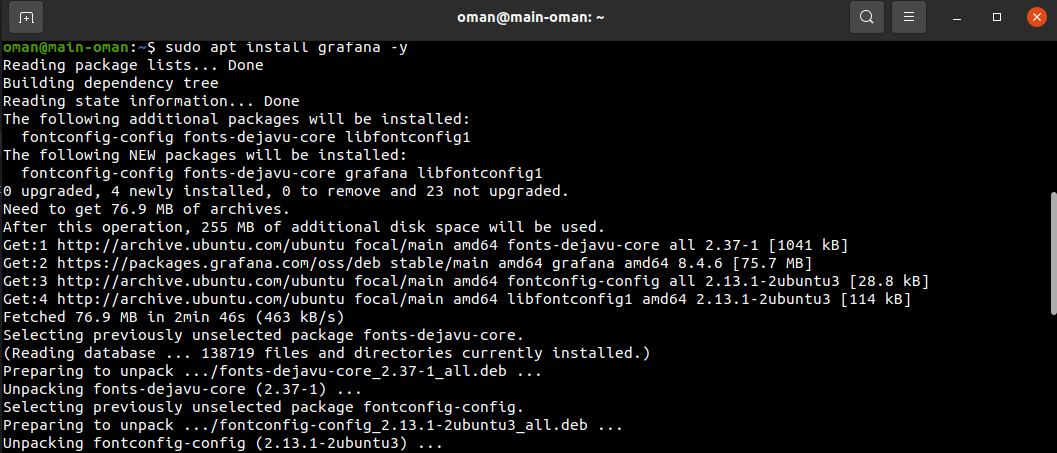 oman@main-oman: ~
oman@main-oman:~$ sudo apt install grafana -y
Reading package lists... Done
Building dependency tree
Reading state information... Done
The following additional packages will be installed:
  fontconfig-config fonts-dejavu-core libfontconfig1
The following NEW packages will be installed:
  fontconfig-config fonts-dejavu-core grafana libfontconfig1
0 upgraded, 4 newly installed, 0 to remove and 23 not upgraded.
Need to get 76.9 MB of archives.
After this operation, 255 MB of additional disk space will be used.
Get:1 http://archive.ubuntu.com/ubuntu focal/main amd64 fonts-dejavu-core all 2.37-1 [1041 kB]
Get:2 https://packages.grafana.com/oss/deb stable/main amd64 grafana amd64 8.4.6 [75.7 MB]
Get:3 http://archive.ubuntu.com/ubuntu focal/main amd64 fontconfig-config all 2.13.1-2ubuntu3 [28.8 kB]
Get:4 http://archive.ubuntu.com/ubuntu focal/main amd64 libfontconfig1 amd64 2.13.1-2ubuntu3 [114 kB]
Fetched 76.9 MB in 2min 46s (463 kB/s)
Selecting previously unselected package fonts-dejavu-core.
(Reading database ... 138719 files and directories currently installed.)
Preparing to unpack .../fonts-dejavu-core_2.37-1_all.deb ...
Unpacking fonts-dejavu-core (2.37-1) ...
Selecting previously unselected package fontconfig-config.
Preparing to unpack .../fontconfig-config_2.13.1-2ubuntu3_all.deb ...
Unpacking fontconfig-config (2.13.1-2ubuntu3) ...